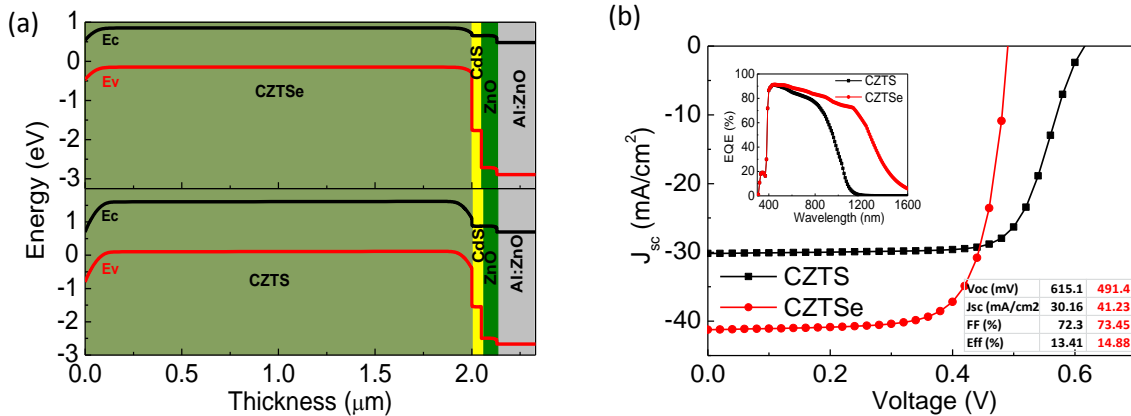 (a)
1
0
-1
-2
-3
1
0
-1
-2
-3
Energy (eV)
Ec
Ev
CZTSe
CdS
ZnO
Al:ZnO
Ec
Ev
CZTS
CdS
ZnO
Al:ZnO
0.0 0.5 1.0 1.5 2.0
Thickness (μm)
(b)
0
-10
-20
-30
-40
J_sc (mA/cm²)
100
80
60
40
20
0
EQE (%)
CZTS
CZTSe
400 800 1200 1600
Wavelength (nm)
CZTS
CZTSe
Voc (mV) 615.1 491.4
Jsc (mA/cm2 30.16 41.23
FF (%) 72.3 73.45
Eff (%) 13.41 14.88
0.0 0.2 0.4 0.6
Voltage (V)